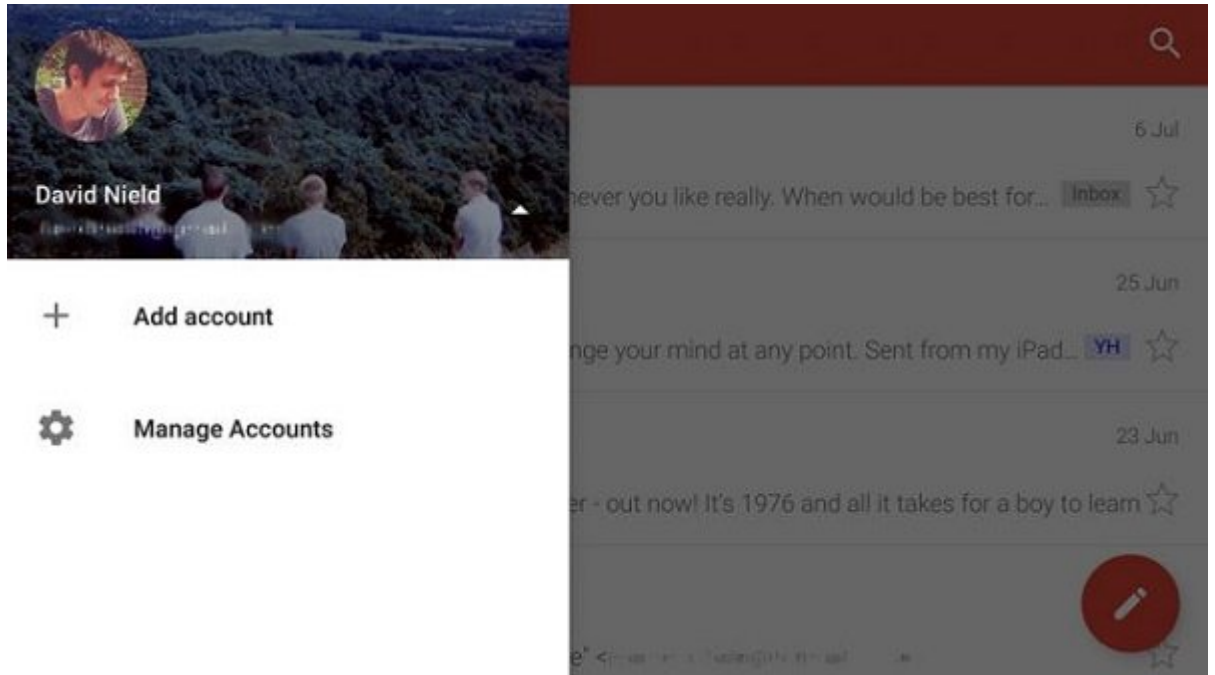 David Nield
Add account
Manage Accounts
6 Jul
never you like really. When would be best for... Inbox
25 Jun
nge your mind at any point. Sent from my iPad... YH
23 Jun
er - out now! It's 1976 and all it takes for a boy to learn
e" <